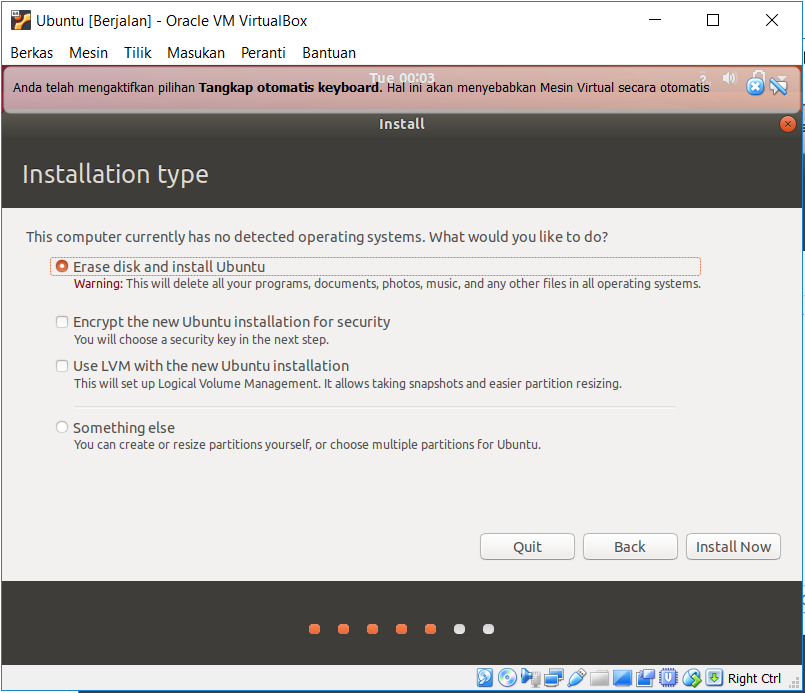 Ubuntu [Berjalan] - Oracle VM VirtualBox
Berkas Mesin Tilik Masukan Peranti Bantuan
Tue 00:03
Anda telah mengaktifkan pilihan Tangkap otomatis keyboard. Hal ini akan menyebabkan Mesin Virtual secara otomatis
Install
Installation type
This computer currently has no detected operating systems. What would you like to do?
Erase disk and install Ubuntu
Warning: This will delete all your programs, documents, photos, music, and any other files in all operating systems.
Encrypt the new Ubuntu installation for security
You will choose a security key in the next step.
Use LVM with the new Ubuntu installation
This will set up Logical Volume Management. It allows taking snapshots and easier partition resizing.
Something else
You can create or resize partitions yourself, or choose multiple partitions for Ubuntu.
Quit Back Install Now
Right Ctrl